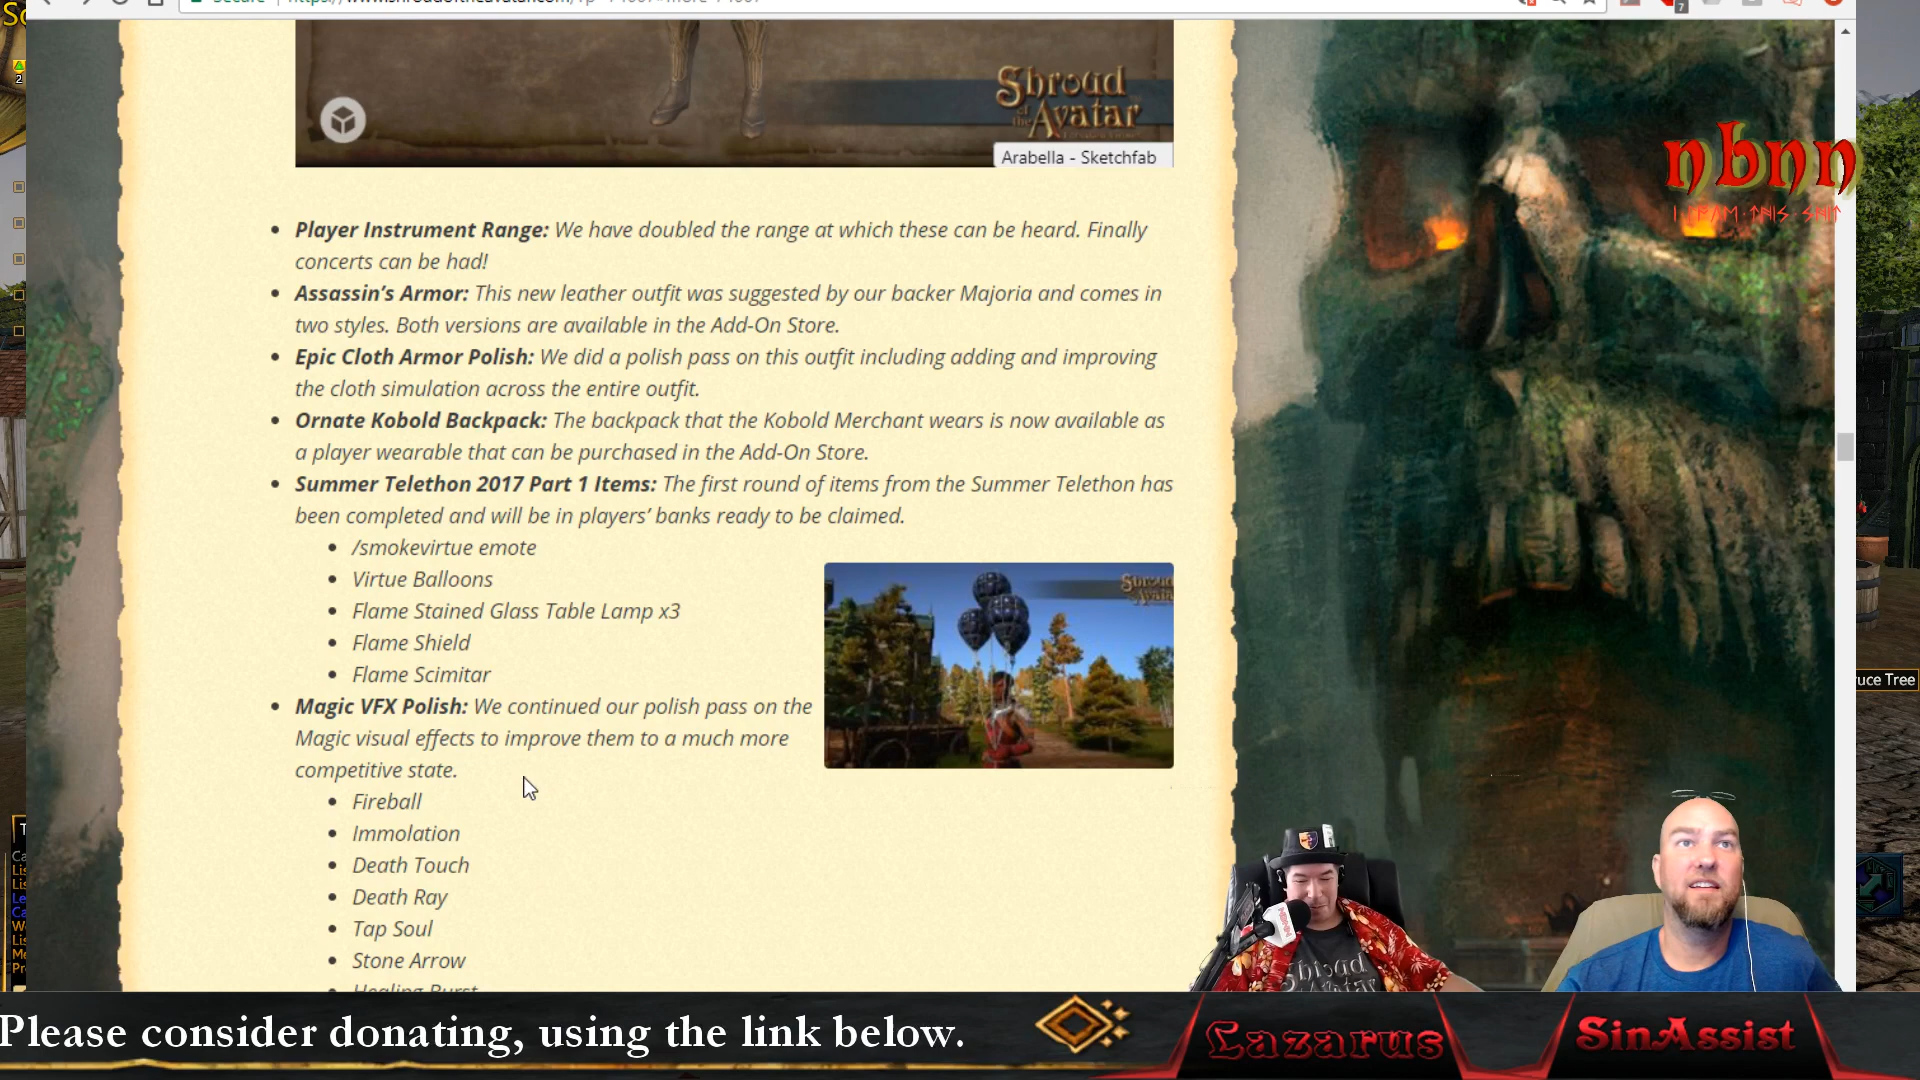 Secure
7
Shroud
of the
Avatar
Arabella - Sketchfab
nbnn
• Player Instrument Range: We have doubled the range at which these can be heard. Finally
concerts can be had!
• Assassin's Armor: This new leather outfit was suggested by our backer Majoria and comes in
two styles. Both versions are available in the Add-On Store.
• Epic Cloth Armor Polish: We did a polish pass on this outfit including adding and improving
the cloth simulation across the entire outfit.
• Ornate Kobold Backpack: The backpack that the Kobold Merchant wears is now available as
a player wearable that can be purchased in the Add-On Store.
• Summer Telethon 2017 Part 1 Items: The first round of items from the Summer Telethon has
been completed and will be in players' banks ready to be claimed.
• /smokevirtue emote
• Virtue Balloons
• Flame Stained Glass Table Lamp x3
• Flame Shield
• Flame Scimitar
• Magic VFX Polish: We continued our polish pass on the
Magic visual effects to improve them to a much more
competitive state.
• Fireball
• Immolation
• Death Touch
• Death Ray
• Tap Soul
• Stone Arrow
• Healing Burst
uce Tree
Please consider donating, using the link below.
Lazarus
SinAssist